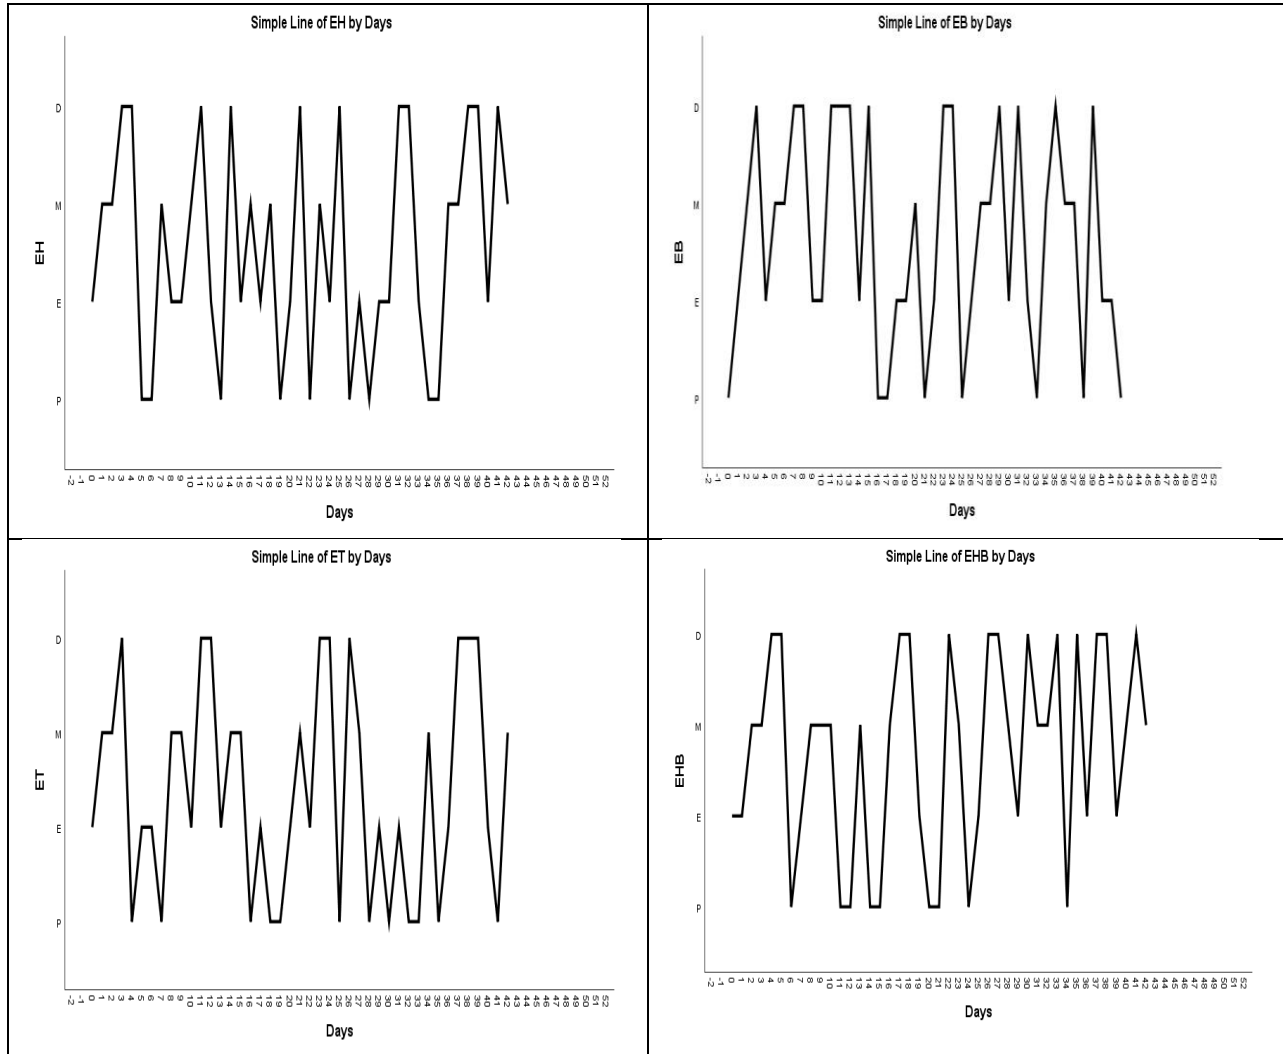 Simple Line of EH by Days
D
M
E
P
EH
-2 -1 0 1 2 3 4 5 6 7 8 9 10 11 12 13 14 15 16 17 18 19 20 21 22 23 24 25 26 27 28 29 30 31 32 33 34 35 36 37 38 39 40 41 42 43 44 45 46 47 48 49 50 51 52
Days
Simple Line of EB by Days
D
M
E
P
EB
-2 -1 0 1 2 3 4 5 6 7 8 9 10 11 12 13 14 15 16 17 18 19 20 21 22 23 24 25 26 27 28 29 30 31 32 33 34 35 36 37 38 39 40 41 42 43 44 45 46 47 48 49 50 51 52
Days
Simple Line of ET by Days
D
M
E
P
ET
-2 -1 0 1 2 3 4 5 6 7 8 9 10 11 12 13 14 15 16 17 18 19 20 21 22 23 24 25 26 27 28 29 30 31 32 33 34 35 36 37 38 39 40 41 42 43 44 45 46 47 48 49 50 51 52
Days
Simple Line of EHB by Days
D
M
E
P
EHB
-2 -1 0 1 2 3 4 5 6 7 8 9 10 11 12 13 14 15 16 17 18 19 20 21 22 23 24 25 26 27 28 29 30 31 32 33 34 35 36 37 38 39 40 41 42 43 44 45 46 47 48 49 50 51 52
Days